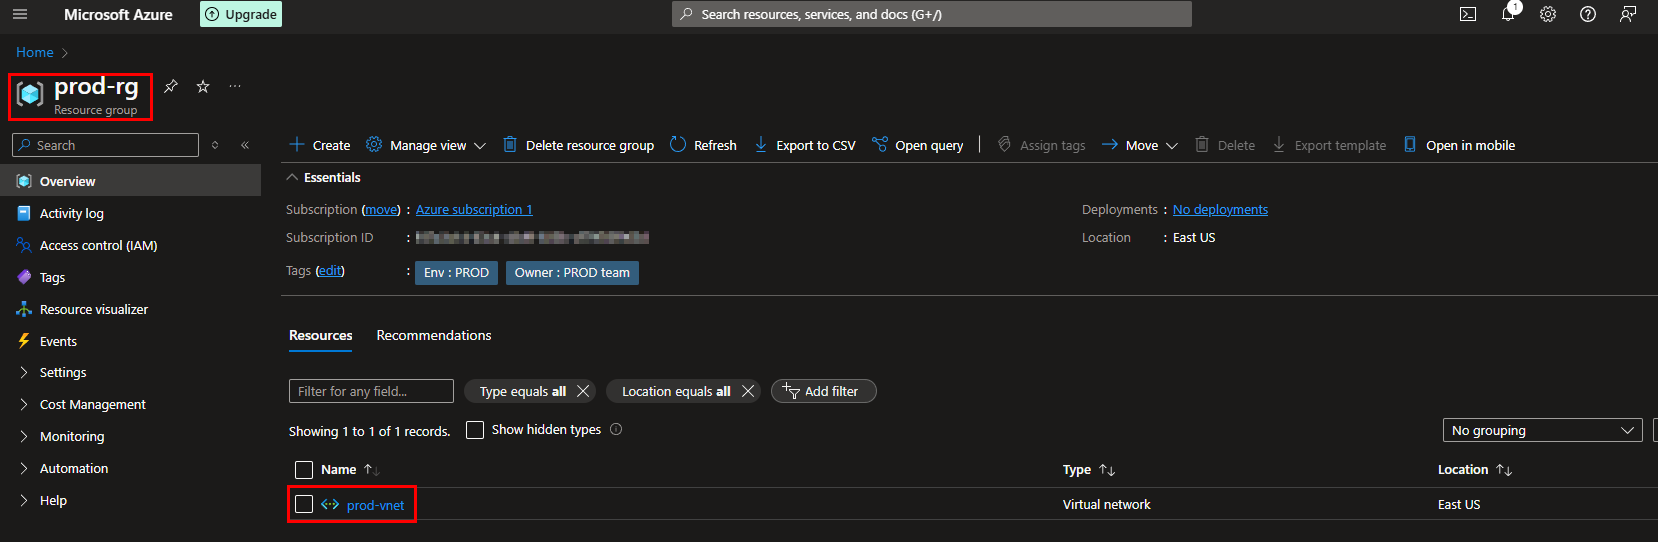 Microsoft Azure
Upgrade
Search resources, services, and docs (G+/)
1
Home
prod-rg
Resource group
Search
Create
Manage view
Delete resource group
Refresh
Export to CSV
Open query
Assign tags
Move
Delete
Export template
Open in mobile
Overview
Activity log
Access control (IAM)
Tags
Resource visualizer
Events
Settings
Cost Management
Monitoring
Automation
Help
Essentials
Subscription (move) : Azure subscription 1
Subscription ID :
Tags (edit) : Env : PROD Owner : PROD team
Deployments : No deployments
Location : East US
Resources Recommendations
Filter for any field...
Type equals all
Location equals all
Add filter
Showing 1 to 1 of 1 records.
Show hidden types
No grouping
Name Type Location
prod-vnet Virtual network East US